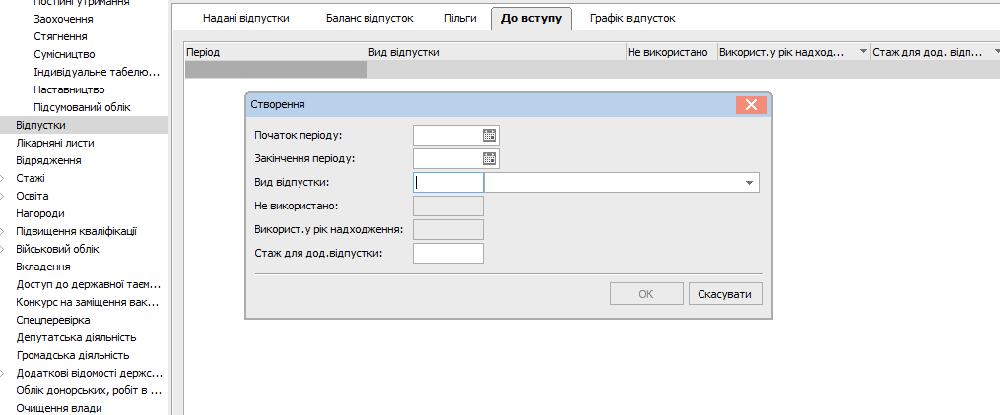 Постійні утримання
Заохочення
Стягнення
Сумісництво
Індивідуальне табелю...
Наставництво
Підсумований облік
Відпустки
Лікарняні листи
Відрядження
Стажі
Освіта
Нагороди
Підвищення кваліфікації
Військовий облік
Вкладення
Доступ до державної таєм...
Конкурс на заміщення вак...
Спецперевірка
Депутатська діяльність
Громадська діяльність
Додаткові відомості держс...
Облік донорських, робіт в ...
Очищення влади
Надані відпустки Баланс відпусток Пільги До вступу Графік відпусток
Період Вид відпустки Не використано Використ.у рік надход... Стаж для дод. відп...
Створення
Початок періоду:
Закінчення періоду:
Вид відпустки:
Не використано:
Використ.у рік надходження:
Стаж для дод.відпустки:
OK Скасувати